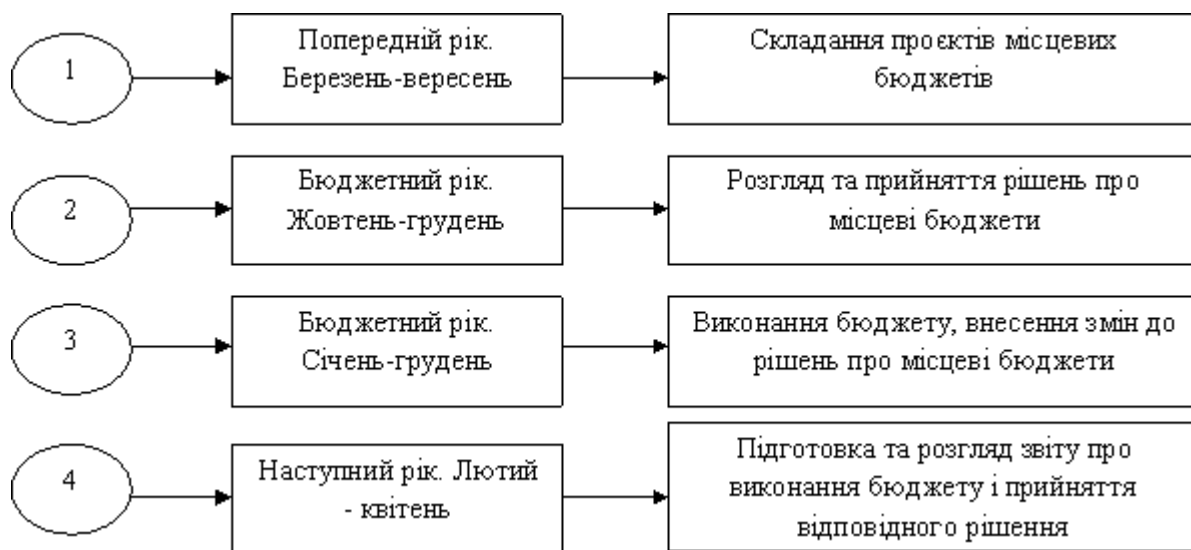 1
Попередній рік.
Березень-вересень
Складання проєктів місцевих
бюджетів
2
Бюджетний рік.
Жовтень-грудень
Розгляд та прийняття рішень про
місцеві бюджети
3
Бюджетний рік.
Січень-грудень
Виконання бюджету, внесення змін до
рішень про місцеві бюджети
4
Наступний рік. Лютий
- квітень
Підготовка та розгляд звіту про
виконання бюджету і прийняття
відповідного рішення